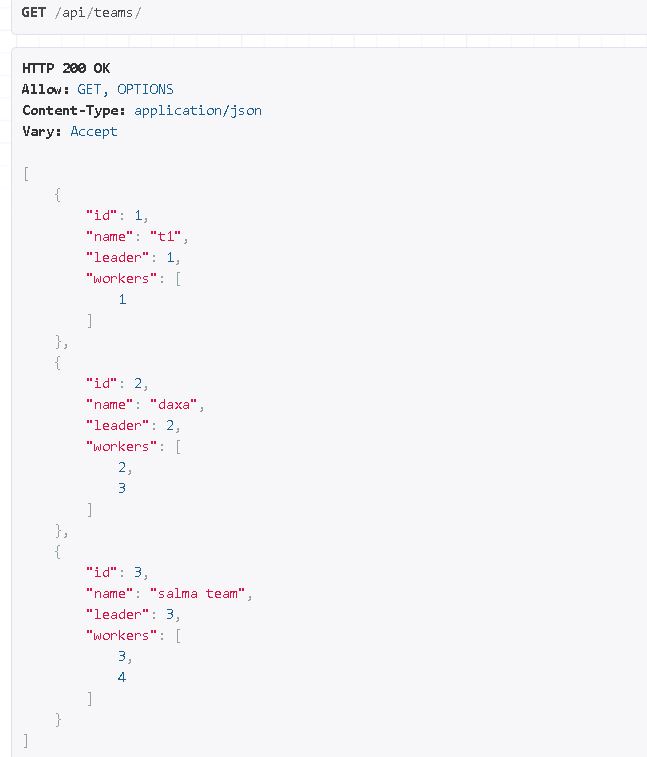 GET /api/teams/
HTTP 200 OK
Allow: GET, OPTIONS
Content-Type: application/json
Vary: Accept
[
    {
        "id": 1,
        "name": "t1",
        "leader": 1,
        "workers": [
            1
        ]
    },
    {
        "id": 2,
        "name": "daxa",
        "leader": 2,
        "workers": [
            2,
            3
        ]
    },
    {
        "id": 3,
        "name": "salma team",
        "leader": 3,
        "workers": [
            3,
            4
        ]
    }
]